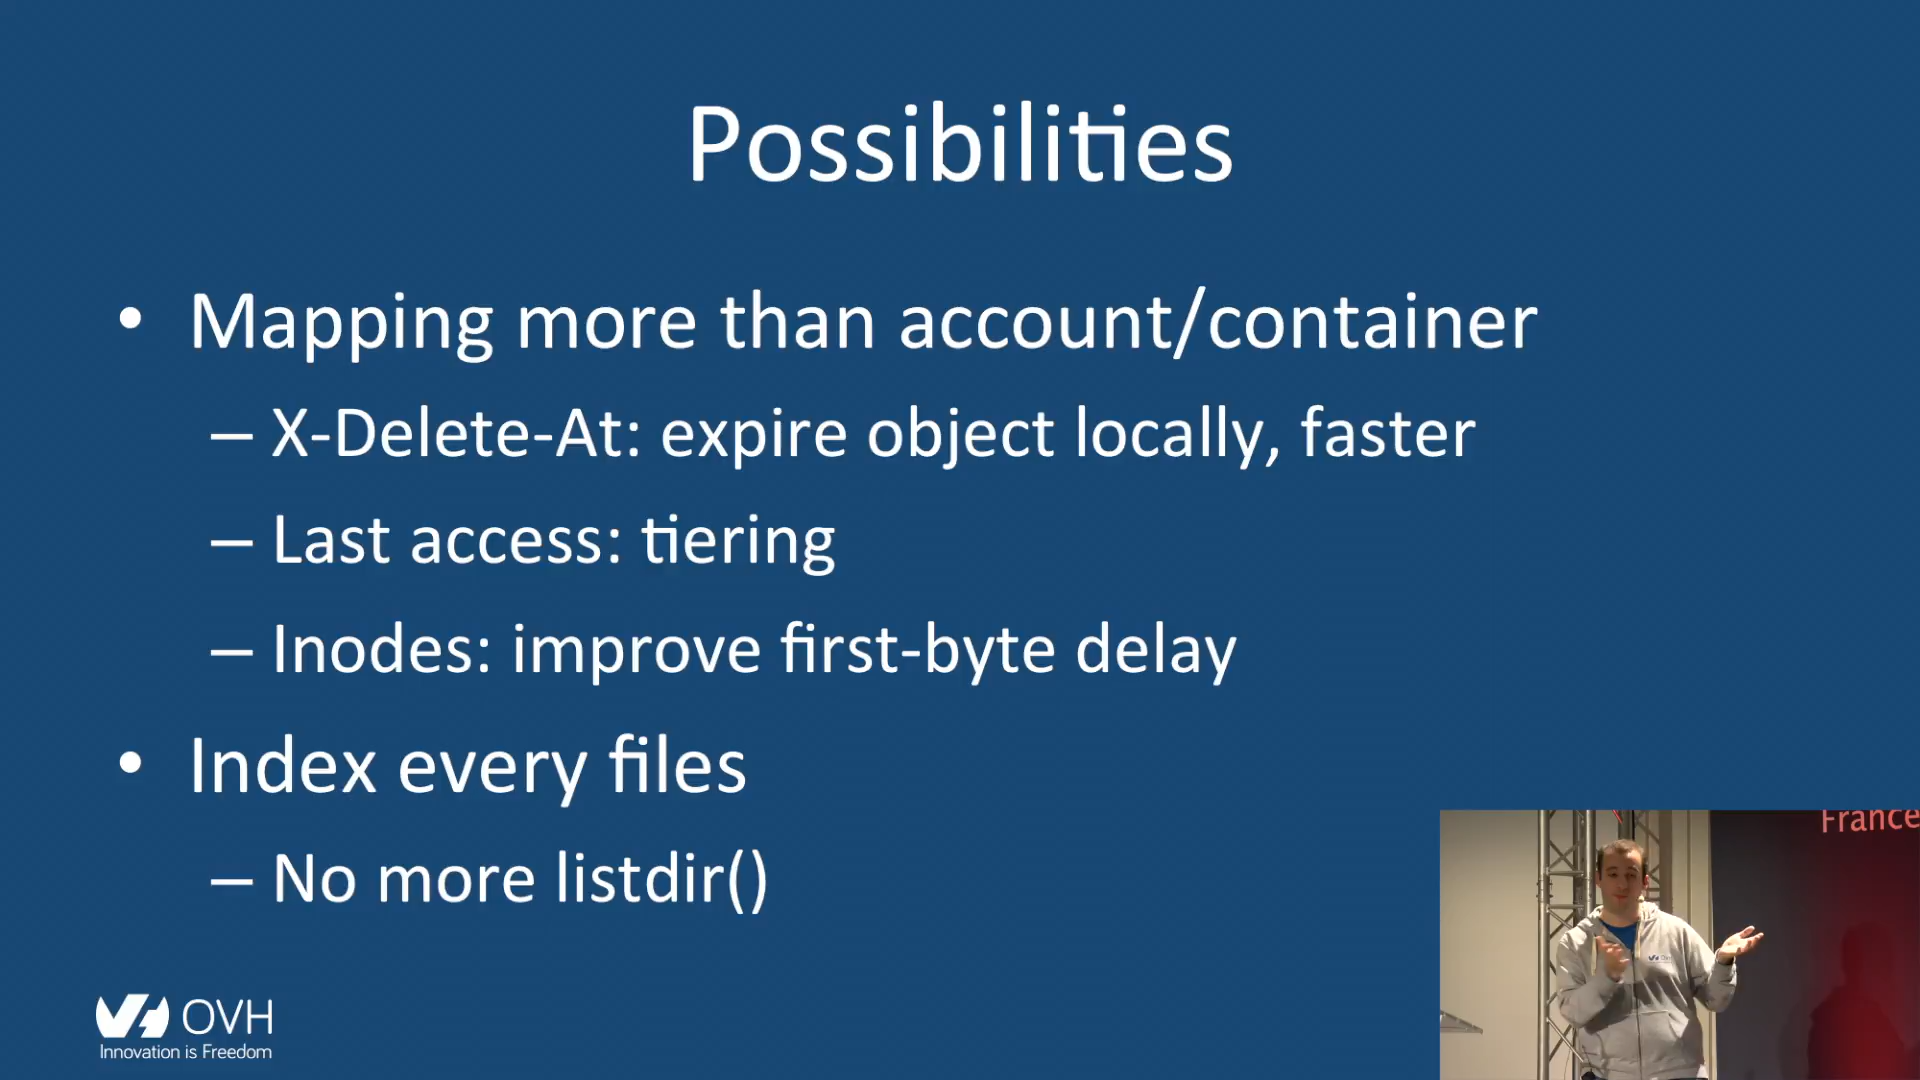 Possibilities
• Mapping more than account/container
– X-Delete-At: expire object locally, faster
– Last access: tiering
– Inodes: improve first-byte delay
• Index every files
– No more listdir()
OVH
Innovation is Freedom
France
OVH